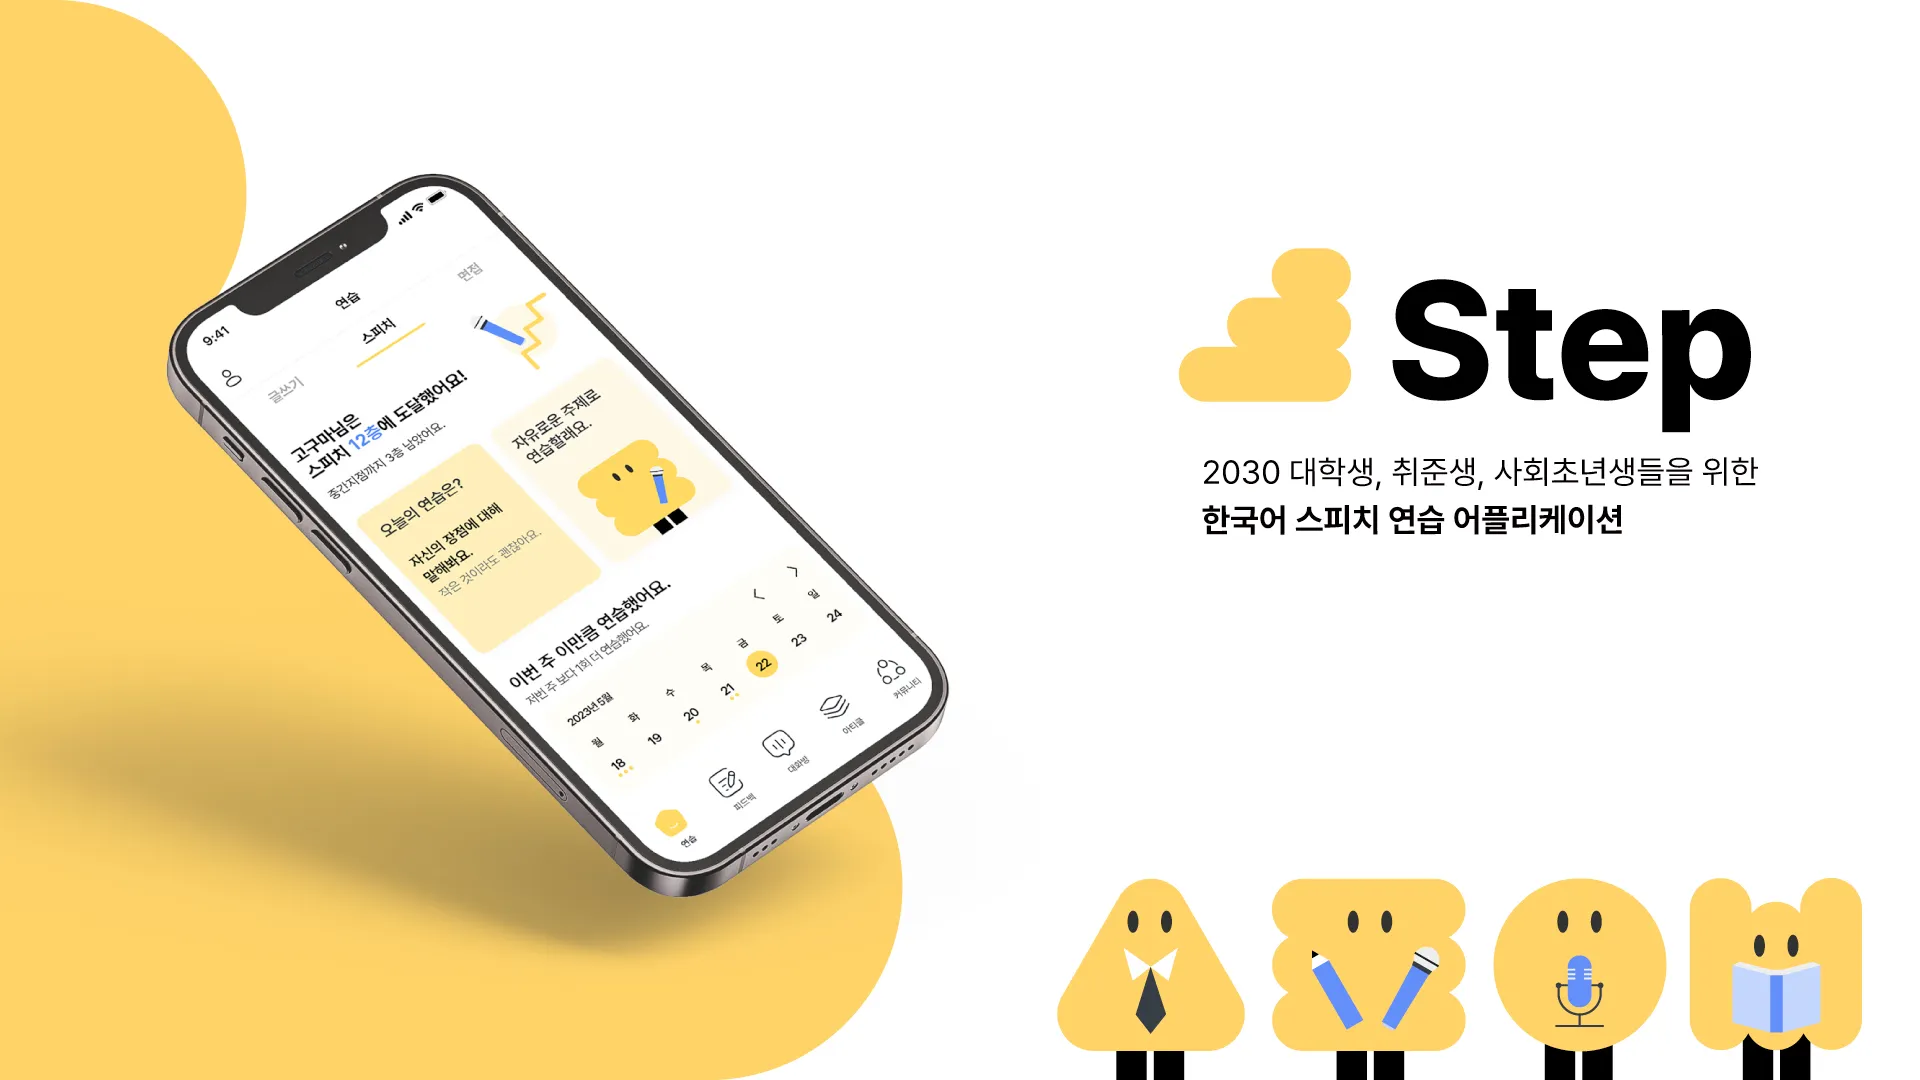 9:41
연습
글쓰기
스피치
면접
고구마님은
스피치 12층에 도달했어요!
중간지점까지 3층 남았어요.
오늘의 연습은?
자신의 장점에 대해
말해봐요.
작은 것이라도 괜찮아요.
자유로운 주제로
연습할래요.
이번 주 이만큼 연습했어요.
저번 주 보다 1회 더 연습했어요.
2023년 5월
월 화 수 목 금 토 일
18 19 20 21 22 23 24
연습
피드백
대화방
아티클
커뮤니티
Step
2030 대학생, 취준생, 사회초년생들을 위한
한국어 스피치 연습 어플리케이션